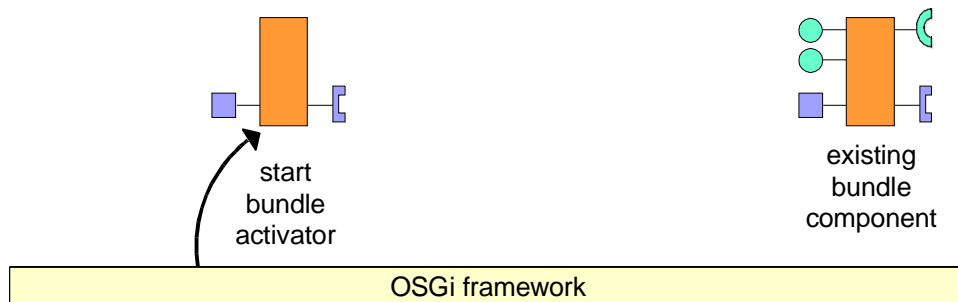 start
bundle
activator
existing
bundle
component
OSGi framework